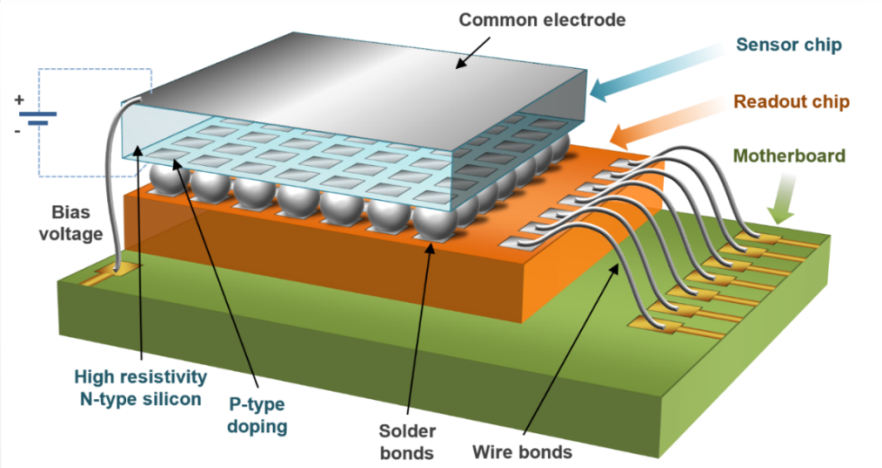 Common electrode
Sensor chip
Readout chip
Motherboard
+
-
Bias
voltage
High resistivity
N-type silicon
P-type
doping
Solder
bonds
Wire bonds